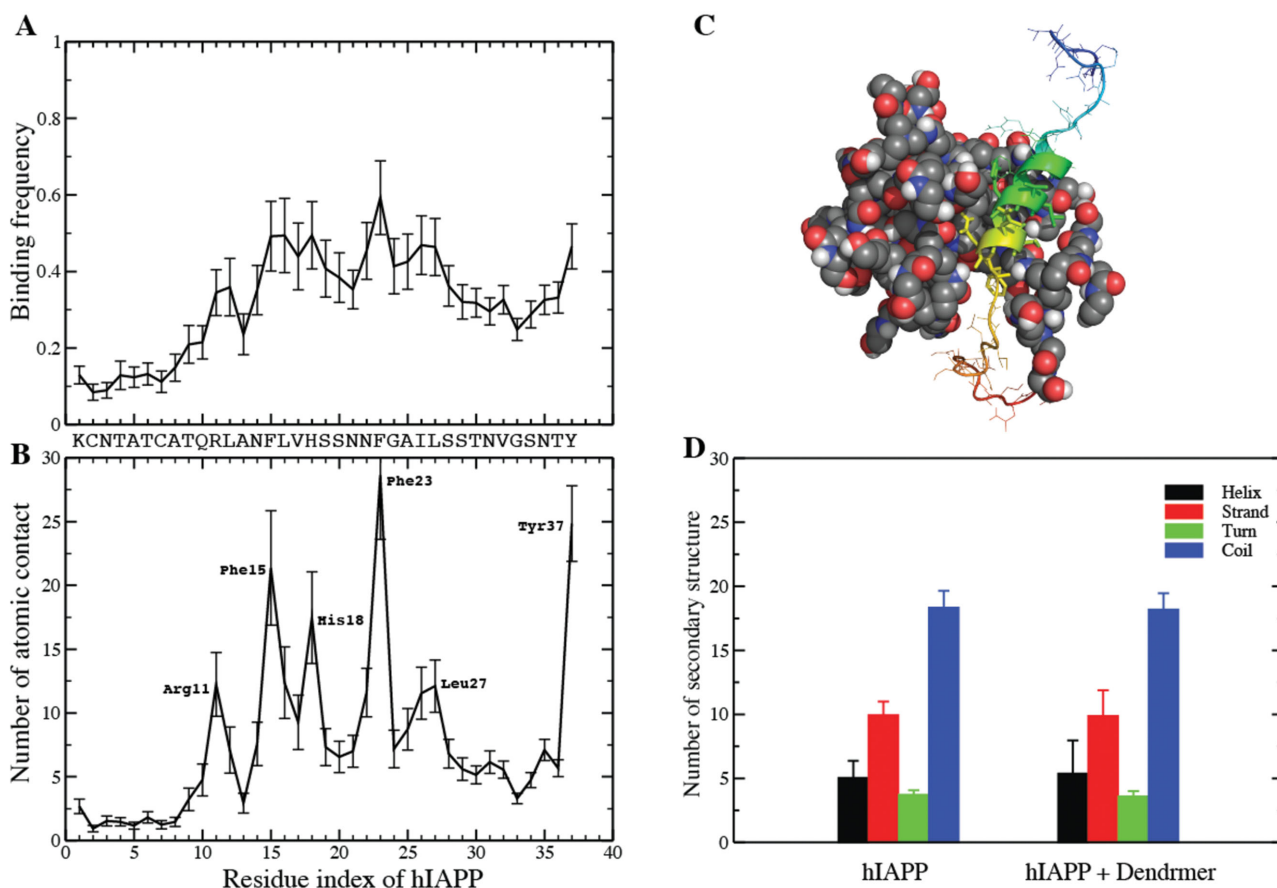 A
1
0.8
0.6
0.4
0.2
0
Binding frequency
KCNTATCATQRLANFLVHSSNNFGAILSSTNVGSNTY
B
30
25
20
15
10
5
0
Number of atomic contact
Arg11
Phe15
His18
Phe23
Leu27
Tyr37
0 5 10 15 20 25 30 35 40
Residue index of hIAPP
C
D
30
25
20
15
10
5
0
Number of secondary structure
Helix
Strand
Turn
Coil
hIAPP
hIAPP + Dendrmer